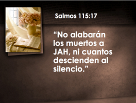 Salmos 115:17
“No alabarán
los muertos a
JAH, ni cuantos
descienden al
silencio.”